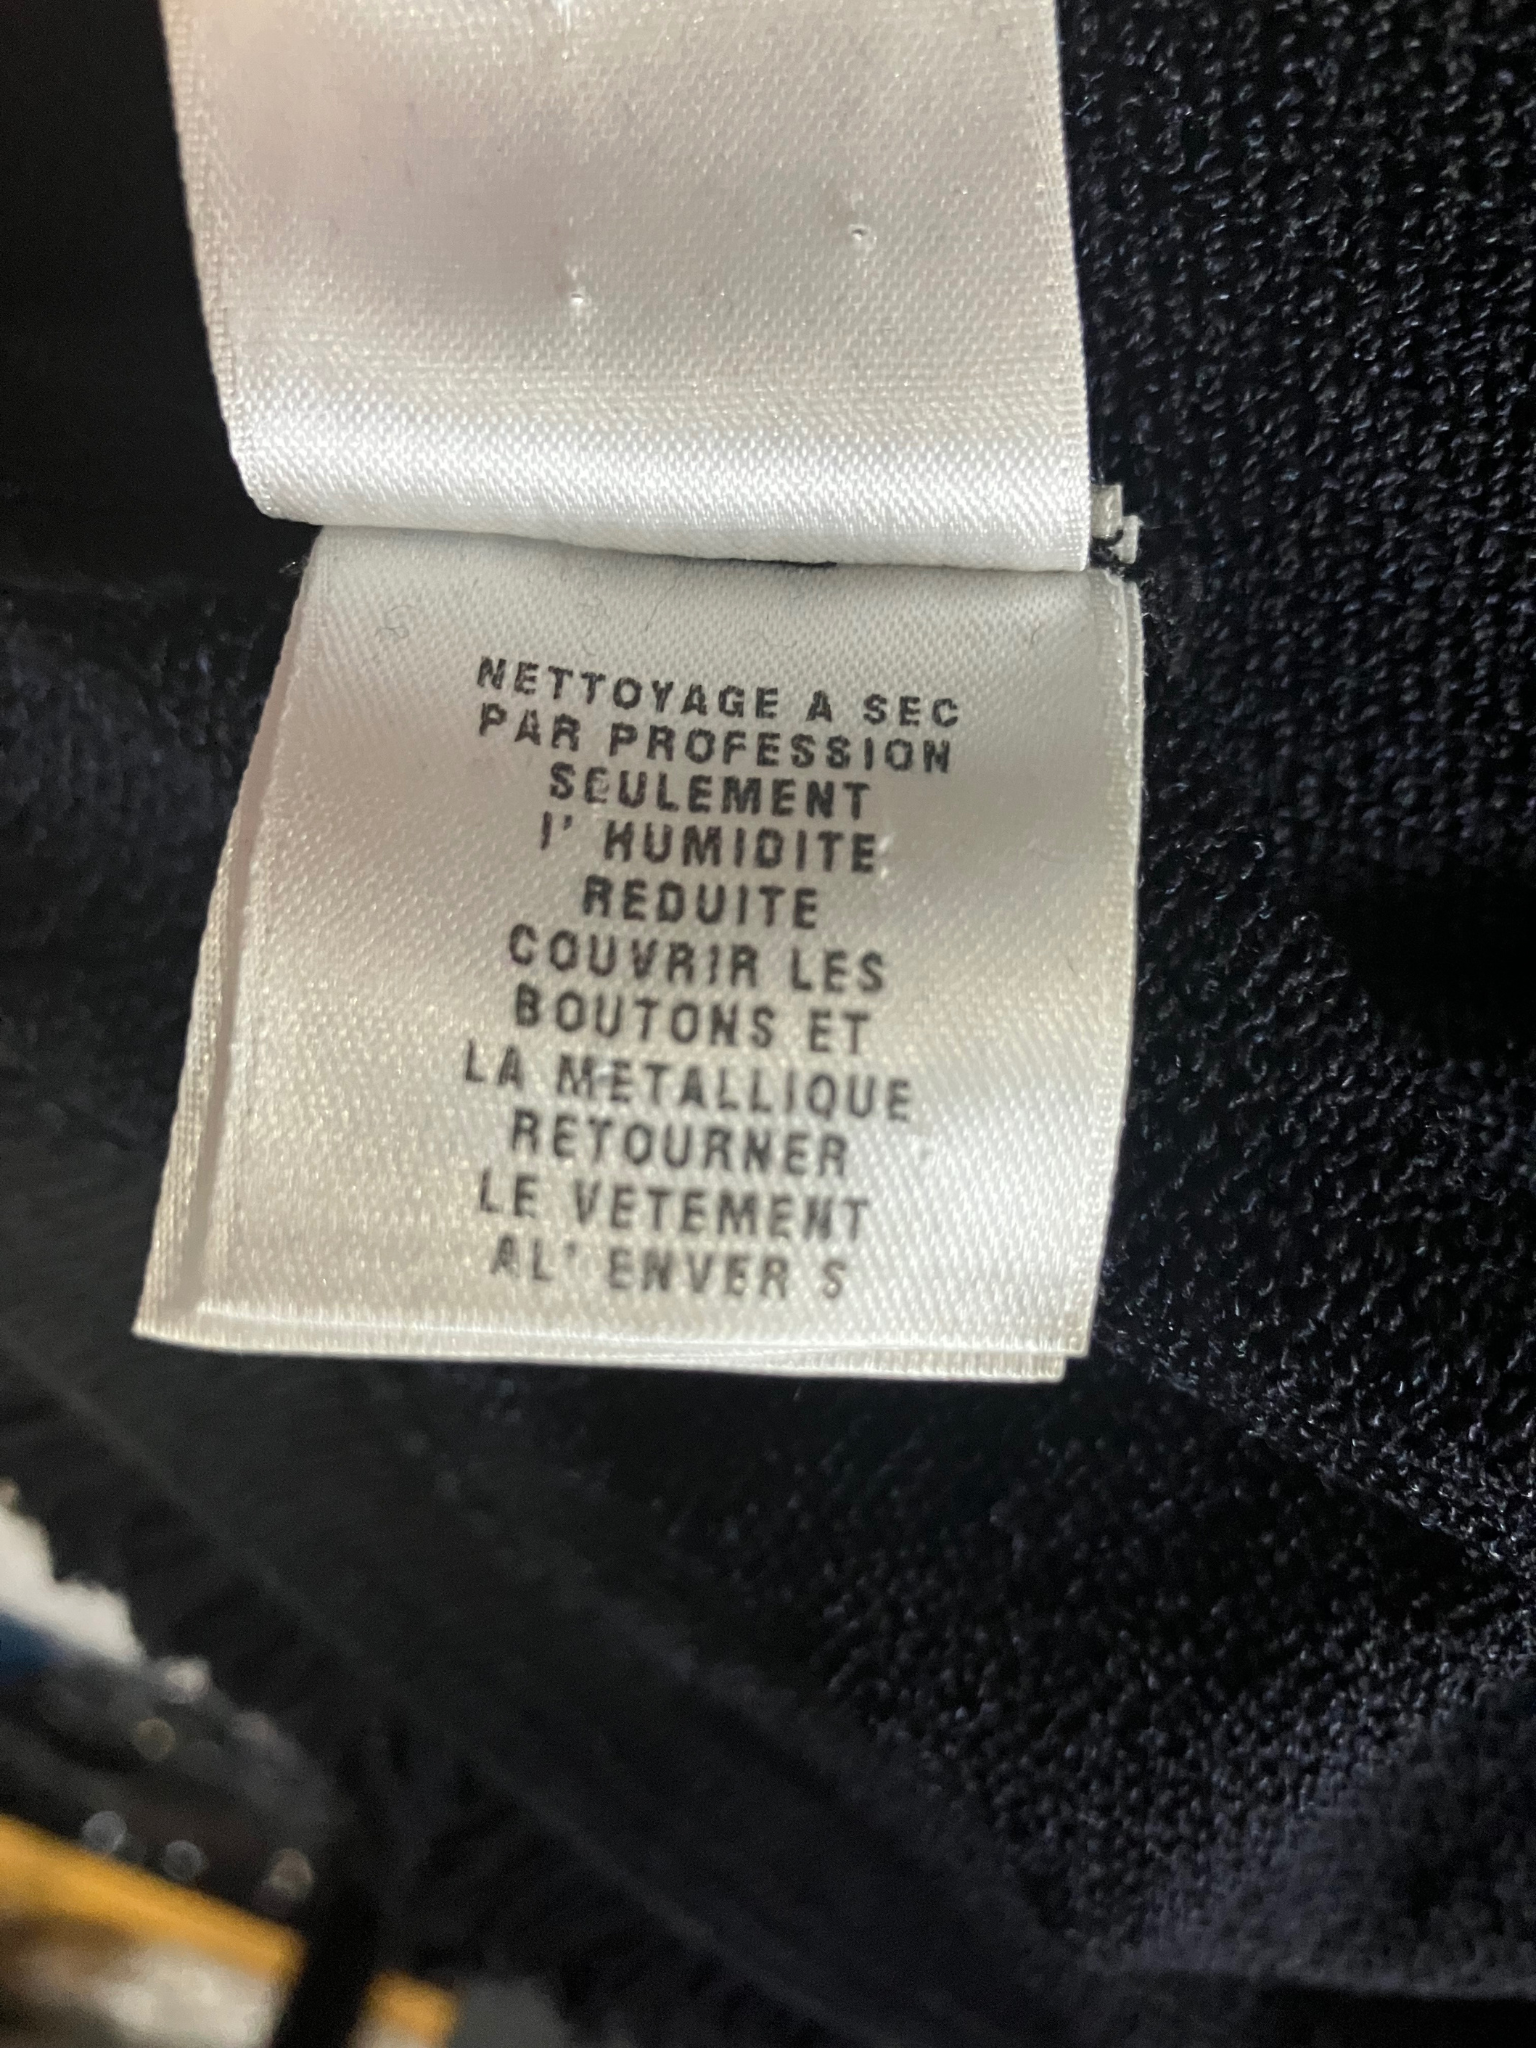 NETTOYAGE A SEC
PAR PROFESSION
SEULEMENT
l' HUMIDITE
REDUITE
COUVRIR LES
BOUTONS ET
LA METALLIQUE
RETOURNER
LE VETEMENT
AL' ENVER S